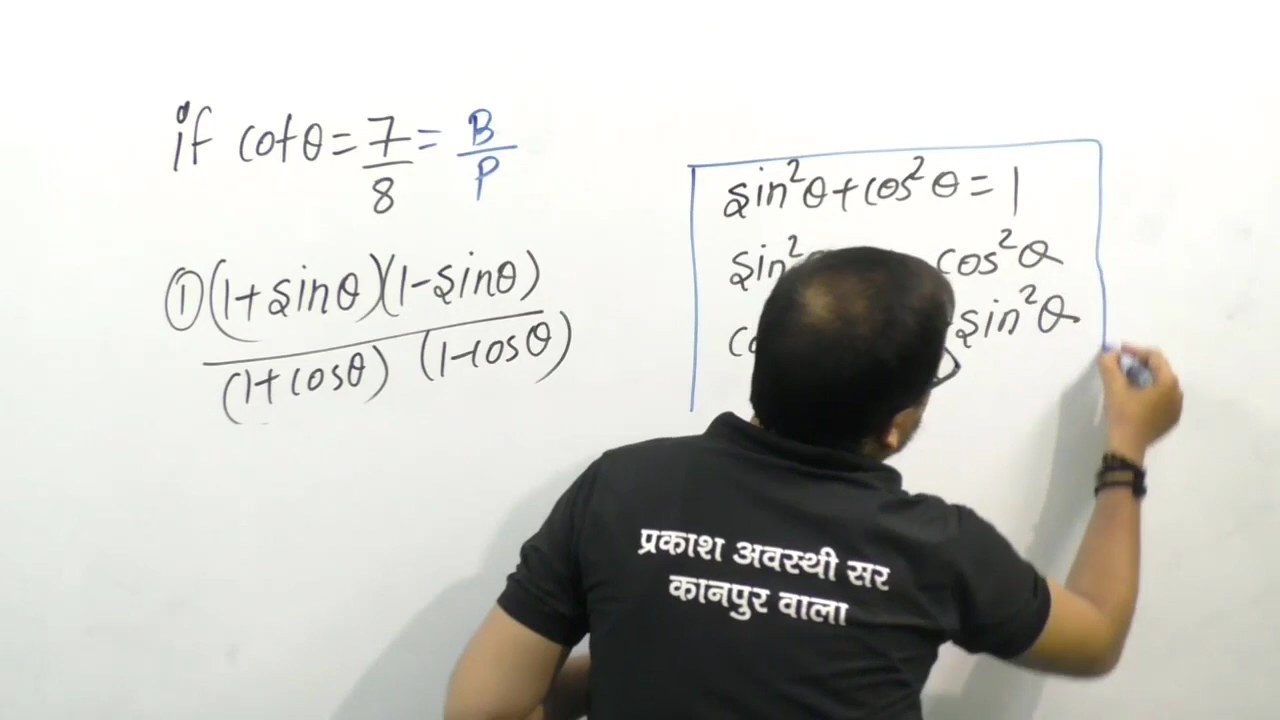 if cotθ = 7/8 = B/P
① (1+sinθ)(1-sinθ)
(1+cosθ) (1-cosθ)
sin²θ + cos²θ = 1
sin² cos²θ
sin²θ
प्रकाश अवस्थी सर
कानपुर वाला